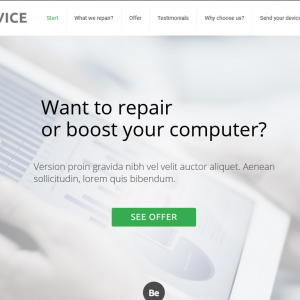 VICE Start What we repair? Offer Testimonials Why choose us? Send your device
Want to repair
or boost your computer?
Version proin gravida nibh vel velit auctor aliquet. Aenean
sollicitudin, lorem quis bibendum.
SEE OFFER
Be